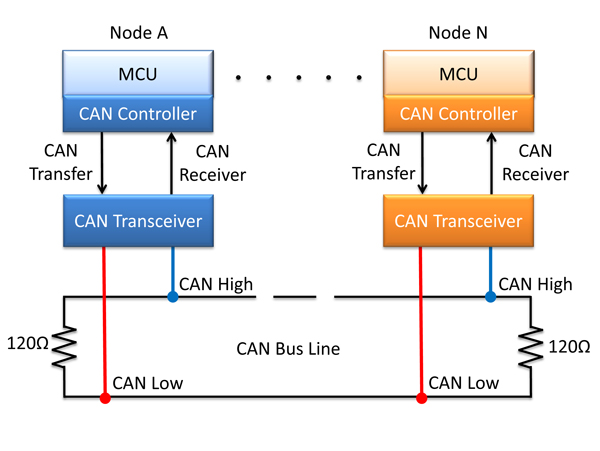 Node A
Node N
MCU
MCU
CAN Controller
CAN Controller
CAN
Transfer
CAN
Receiver
CAN
Transfer
CAN
Receiver
CAN Transceiver
CAN Transceiver
CAN High
CAN High
120Ω
CAN Bus Line
120Ω
CAN Low
CAN Low